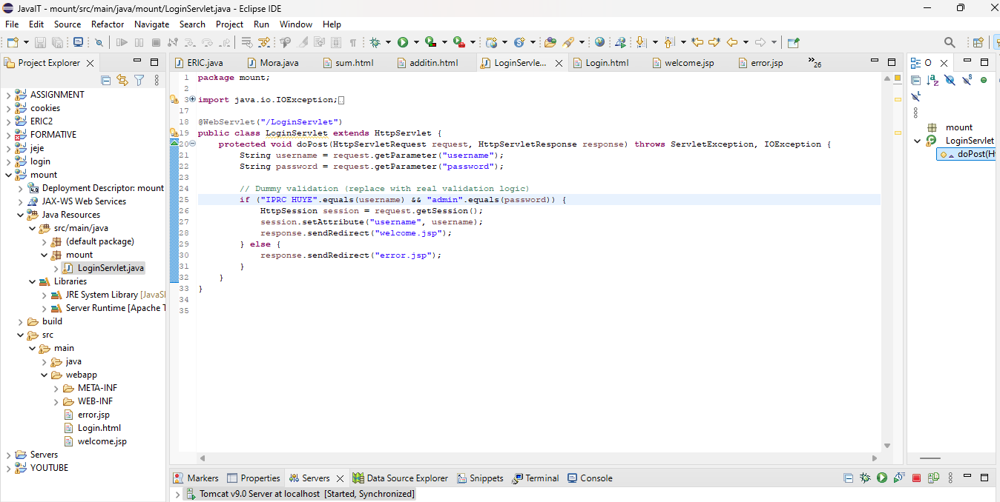 JavaIT - mount/src/main/java/mount/LoginServlet.java - Eclipse IDE
File Edit Source Refactor Navigate Search Project Run Window Help
Project Explorer
ASSIGNMENT
cookies
ERIC2
FORMATIVE
jeje
login
mount
Deployment Descriptor: mount
JAX-WS Web Services
Java Resources
src/main/java
(default package)
mount
LoginServlet.java
Libraries
JRE System Library [JavaS
Server Runtime [Apache T
build
src
main
java
webapp
META-INF
WEB-INF
error.jsp
Login.html
welcome.jsp
Servers
YOUTUBE
ERIC.java Mora.java sum.html additin.html LoginServle... Login.html welcome.jsp error.jsp 26
1 package mount;
2
3 import java.io.IOException;
17
18 @WebServlet("/LoginServlet")
19 public class LoginServlet extends HttpServlet {
20 protected void doPost(HttpServletRequest request, HttpServletResponse response) throws ServletException, IOException {
21 String username = request.getParameter("username");
22 String password = request.getParameter("password");
23
24 // Dummy validation (replace with real validation logic)
25 if ("IPRC HUYE".equals(username) && "admin".equals(password)) {
26 HttpSession session = request.getSession();
27 session.setAttribute("username", username);
28 response.sendRedirect("welcome.jsp");
29 } else {
30 response.sendRedirect("error.jsp");
31 }
32 }
33 }
34
35
O
mount
LoginServlet
doPost(H
Markers Properties Servers Data Source Explorer Snippets Terminal Console
Tomcat v9.0 Server at localhost [Started, Synchronized]